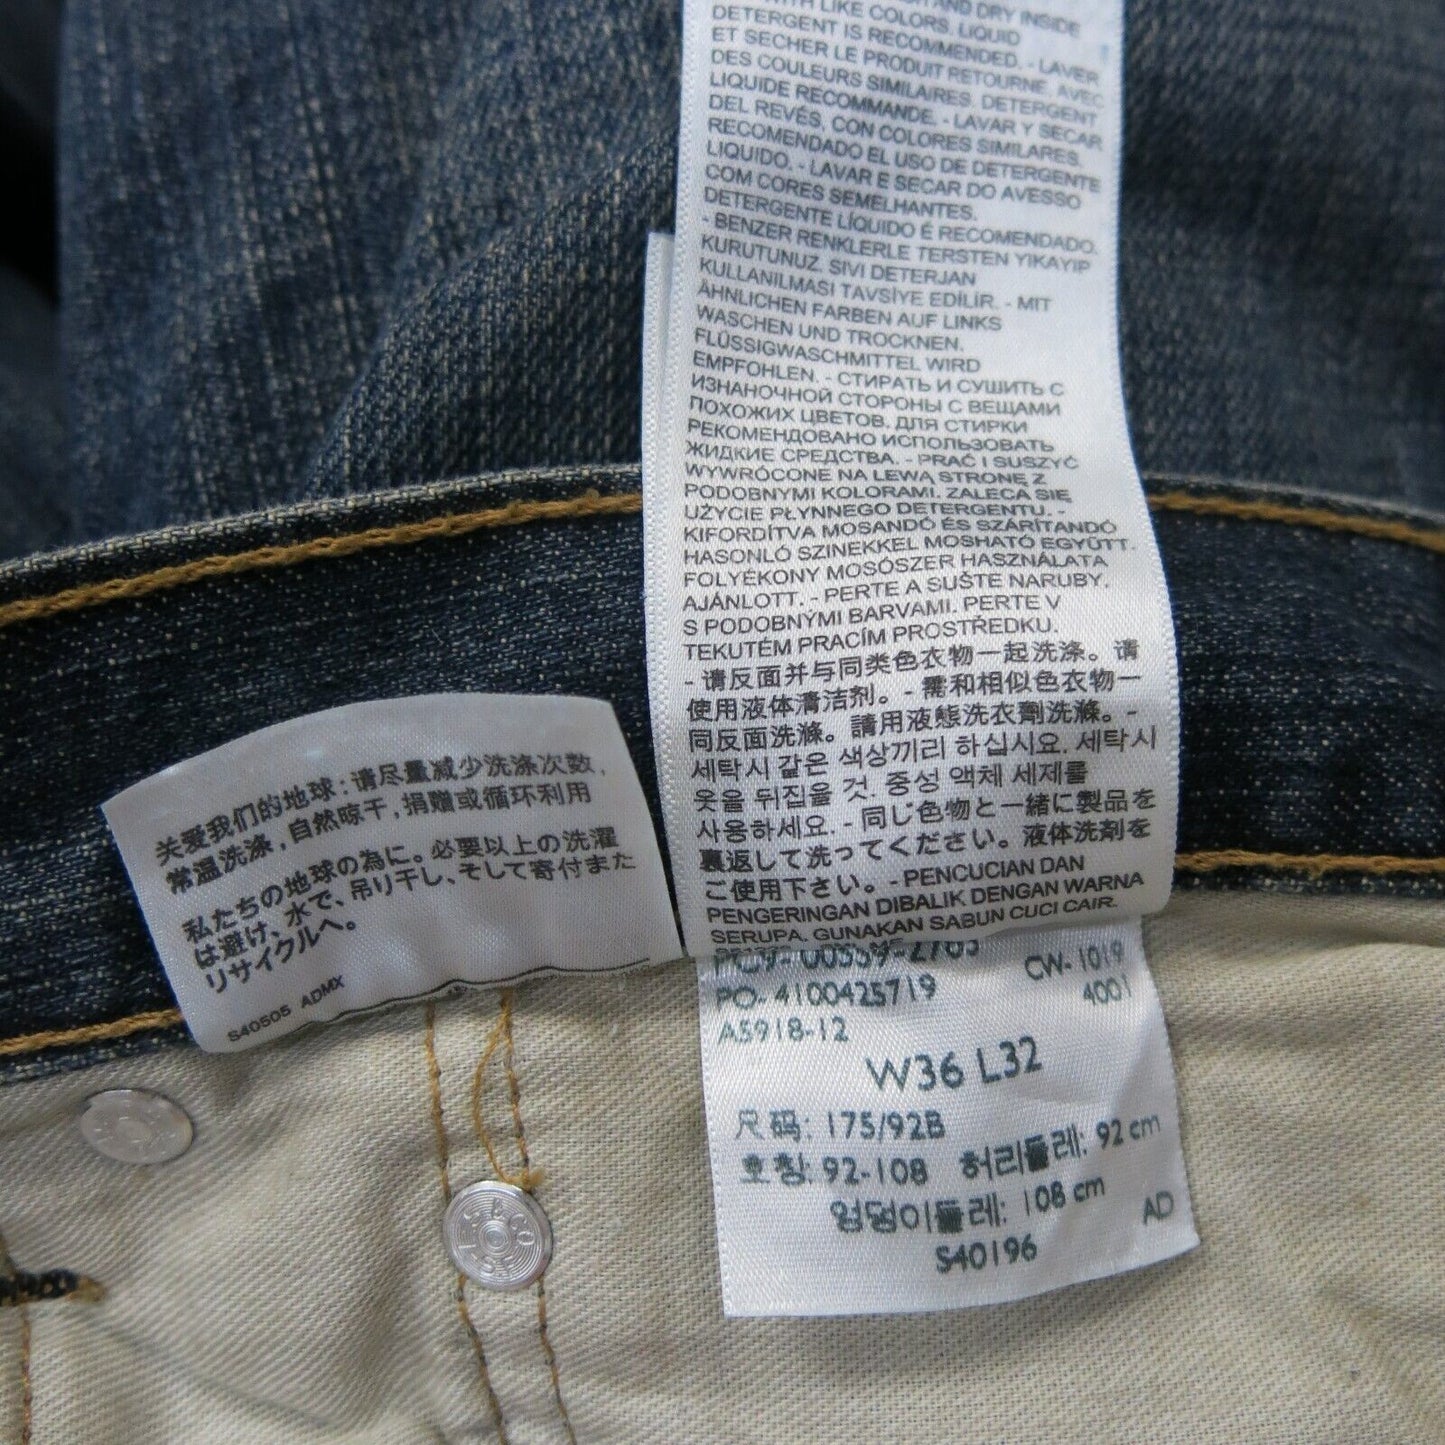 AND DRY INSIDE
WITH LIKE COLORS. LIQUID
DETERGENT IS RECOMMENDED. - LAVER
ET SECHER LE PRODUIT RETOURNE, AVEC
DES COULEURS SIMILAIRES. DETERGENT
LIQUIDE RECOMMANDE. - LAVAR Y SECAR
DEL REVÉS, CON COLORES SIMILARES.
RECOMENDADO EL USO DE DETERGENTE
LIQUIDO. - LAVAR E SECAR DO AVESSO
COM CORES SEMELHANTES.
DETERGENTE LÍQUIDO É RECOMENDADO.
- BENZER RENKLERLE TERSTEN YIKAYIP
KURUTUNUZ. SIVI DETERJAN
KULLANILMASI TAVSİYE EDİLİR. - MIT
ÄHNLICHEN FARBEN AUF LINKS
WASCHEN UND TROCKNEN.
FLÜSSIGWASCHMITTEL WIRD
EMPFOHLEN. - СТИРАТЬ И СУШИТЬ С
ИЗНАНОЧНОЙ СТОРОНЫ С ВЕЩАМИ
ПОХОЖИХ ЦВЕТОВ. ДЛЯ СТИРКИ
РЕКОМЕНДОВАНО ИСПОЛЬЗОВАТЬ
ЖИДКИЕ СРЕДСТВА. - PRAĆ I SUSZYĆ
WYWRÓCONE NA LEWĄ STRONĘ Z
PODOBNYMI KOLORAMI. ZALECA SIĘ
UŻYCIE PŁYNNEGO DETERGENTU. -
KIFORDÍTVA MOSANDÓ ÉS SZÁRÍTANDÓ
HASONLÓ SZINEKKEL MOSHATÓ EGYÜTT.
FOLYÉKONY MOSÓSZER HASZNÁLATA
AJÁNLOTT. - PERTE A SUŠTE NARUBY.
S PODOBNÝMI BARVAMI. PERTE V
TEKUTÉM PRACÍM PROSTŘEDKU.
- 请反面并与同类色衣物一起洗涤。请
使用液体清洁剂。- 需和相似色衣物一
同反面洗滌。請用液態洗衣劑洗滌。-
세탁시 같은 색상끼리 하십시요. 세탁시
옷을 뒤집을 것. 중성 액체 세제를
사용하세요. - 同じ色物と一緒に製品を
裏返して洗ってください。液体洗剤を
ご使用下さい。- PENCUCIAN DAN
PENGERINGAN DIBALIK DENGAN WARNA
SERUPA. GUNAKAN SABUN CUCI CAIR.
关爱我们的地球：请尽量减少洗涤次数，
常温洗涤，自然晾干，捐赠或循环利用
私たちの地球の為に。必要以上の洗濯
は避け、水で、吊り干し、そして寄付また
リサイクルへ。
S40505 ADMX
CW-1019
PO-4100425719 4001
A5918-12
W36 L32
尺码: 175/92B
호칭: 92-108 허리둘레: 92 cm
엉덩이둘레: 108 cm
AD
S40196